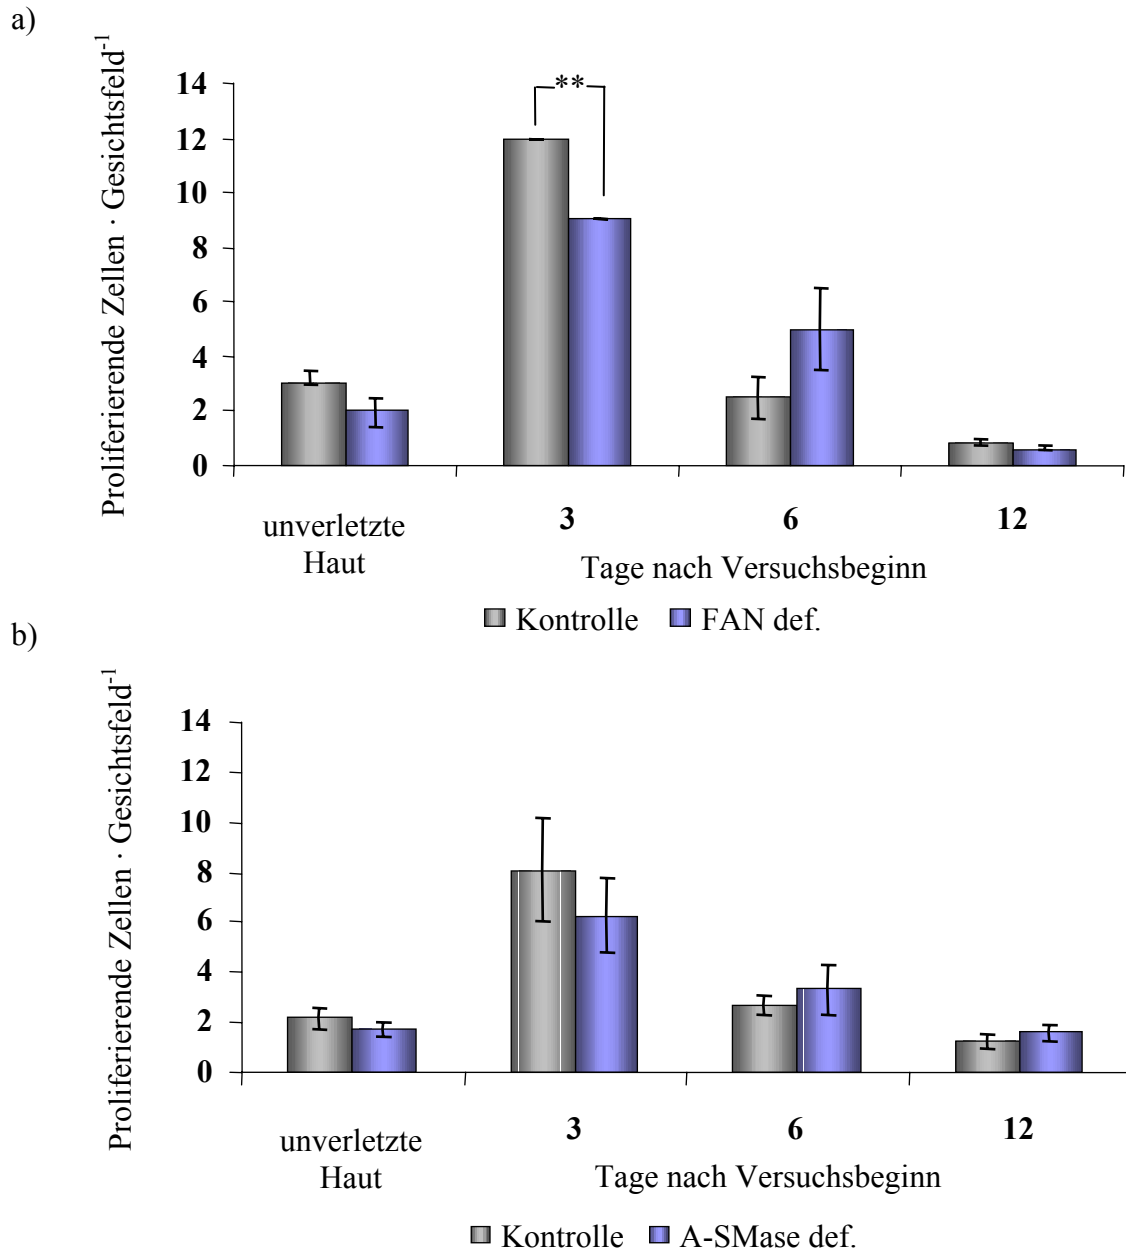 a)
Proliferierende Zellen · Gesichtsfeld-1
14
12
10
8
6
4
2
0
**
unverletzte
Haut
3
6
12
Tage nach Versuchsbeginn
Kontrolle
FAN def.
b)
Proliferierende Zellen · Gesichtsfeld-1
14
12
10
8
6
4
2
0
unverletzte
Haut
3
6
12
Tage nach Versuchsbeginn
Kontrolle
A-SMase def.